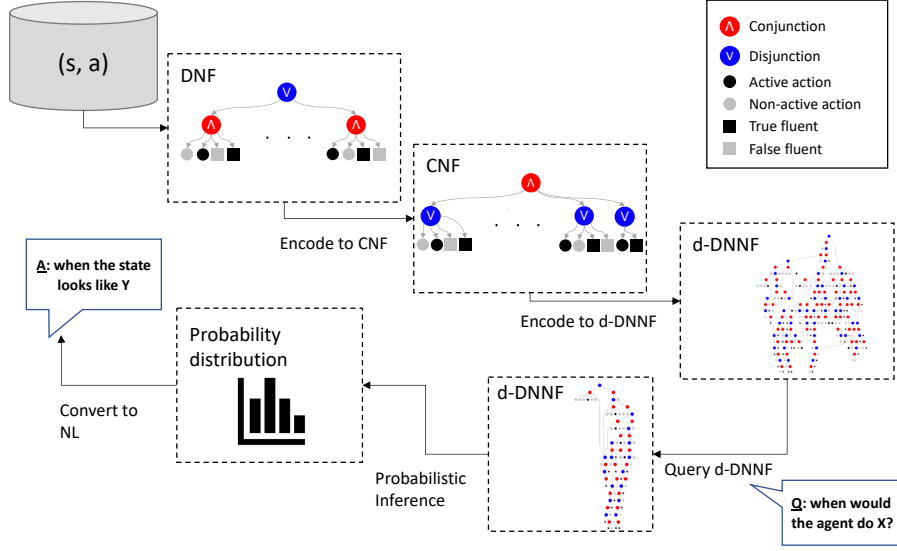 (s, a)
DNF
Λ
Conjunction
V
Disjunction
Active action
Non-active action
True fluent
False fluent
V
Λ
Λ
. . .
Encode to CNF
CNF
Λ
V
V
V
. . .
Encode to d-DNNF
d-DNNF
A: when the state
looks like Y
Convert to
NL
Probability
distribution
Probabilistic
Inference
d-DNNF
Query d-DNNF
Q: when would
the agent do X?